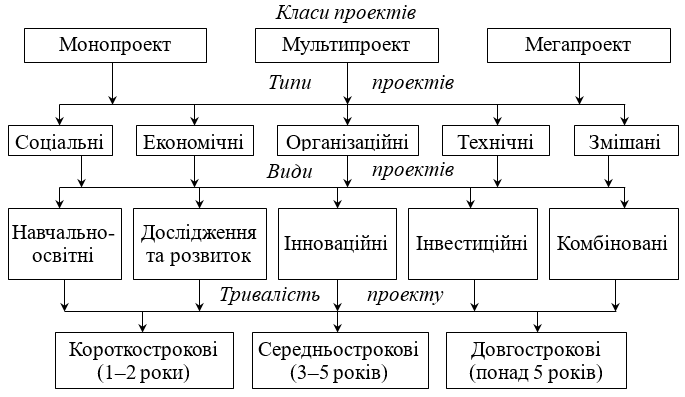 Класи проектів
Монопроект Мультипроект Мегапроект
Типи проектів
Соціальні Економічні Організаційні Технічні Змішані
Види проектів
Навчально- Дослідження Інноваційні Інвестиційні Комбіновані
освітні та розвиток
Тривалість проекту
Короткострокові Середньострокові Довгострокові
(1–2 роки) (3–5 років) (понад 5 років)